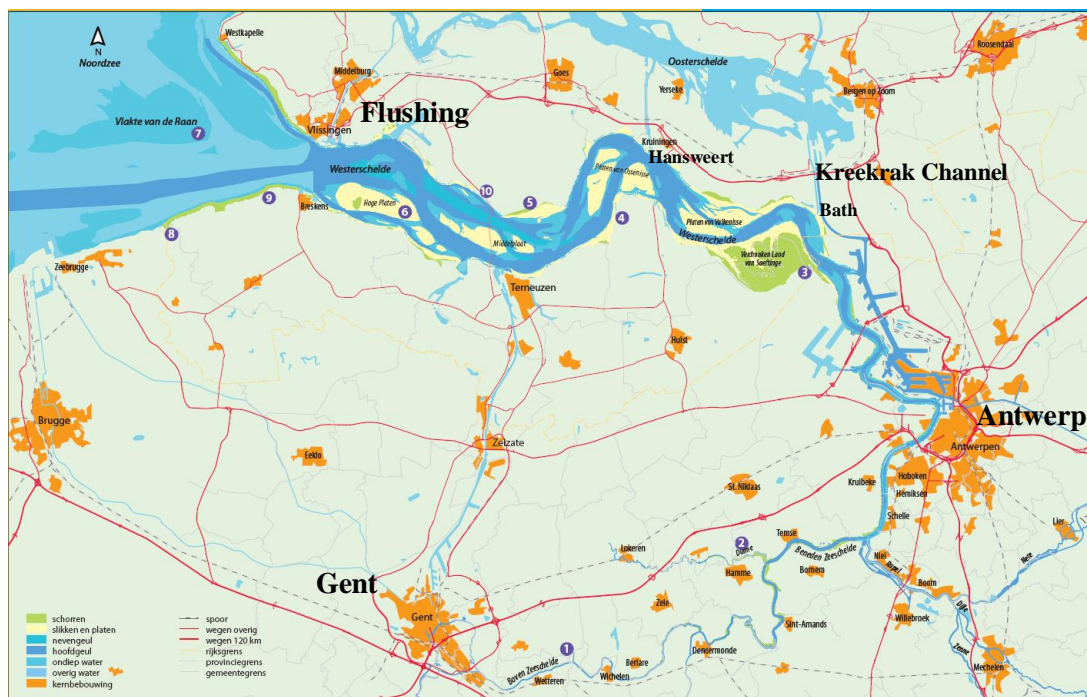 Westkapelle
N
Noordzee
Middelburg
Goes
Oosterschelde
Yerseke
Roosendaal
Bergen op Zoom
Vlakte van de Raan
7
Flushing
Vlissingen
Kruiningen
Hansweert
Platen van Ossenisse
Kreekrak Channel
Westerschelde
10
5
9
Breskens
Hoge Platen
6
4
Bath
Platen van Valkenisse
Westerschelde
8
Middelplaat
Verdronken Land
van Saeftinge
3
Zeebrugge
Terneuzen
Hulst
Brugge
Antwerp
Antwerpen
Zelzate
Eeklo
St. Niklaas
Kruibeke
Hoboken
Hemiksen
Schelle
Lier
Lokeren
2
Durme
Temse
Beneden Zeeschelde
Nete
Hamme
Bornem
Niel
Rupel
Boom
Gent
Zele
Willebroek
Dijle
Gent
Sint-Amands
Zenne
Dendermonde
Mechelen
1
Boven Zeeschelde
Berlare
Wichelen
Wetteren
schorren
slikken en platen
nevengeul
hoofdgeul
ondiep water
overig water
kernbebouwing
spoor
wegen overig
wegen 120 km
rijksgrens
provinciegrens
gemeentegrens